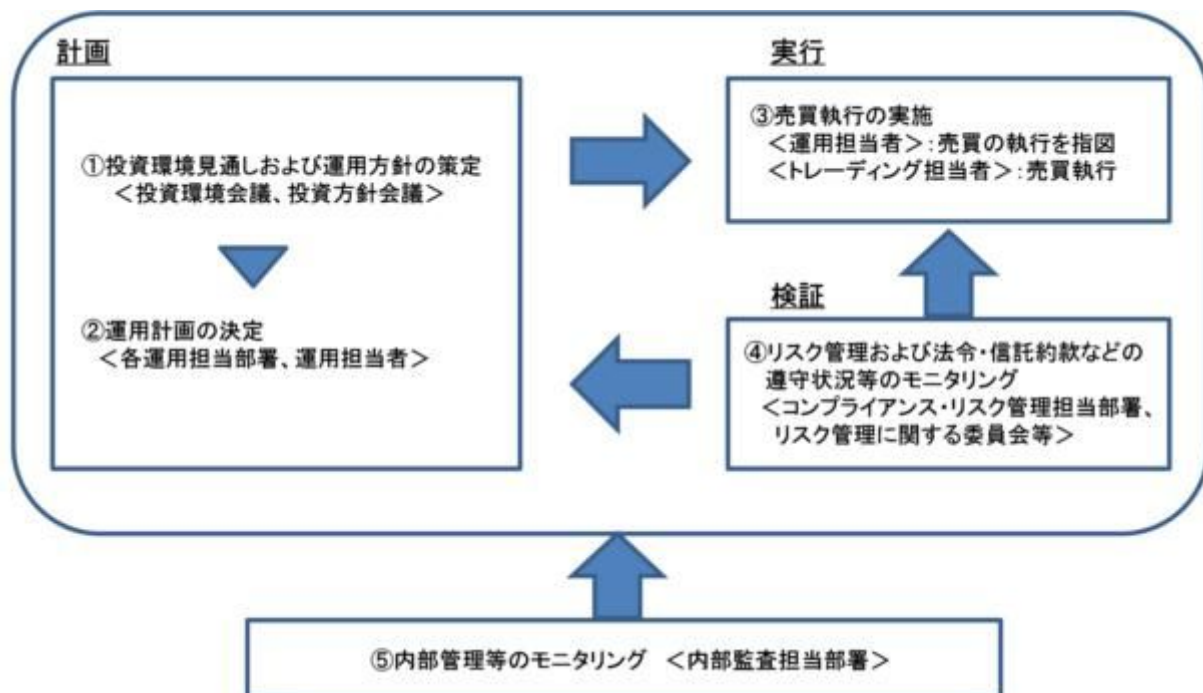 計画
①投資環境見通しおよび運用方針の策定
＜投資環境会議、投資方針会議＞
②運用計画の決定
＜各運用担当部署、運用担当者＞
実行
③売買執行の実施
＜運用担当者＞：売買の執行を指図
＜トレーディング担当者＞：売買執行
検証
④リスク管理および法令・信託約款などの
遵守状況等のモニタリング
＜コンプライアンス・リスク管理担当部署、
リスク管理に関する委員会等＞
⑤内部管理等のモニタリング　＜内部監査担当部署＞